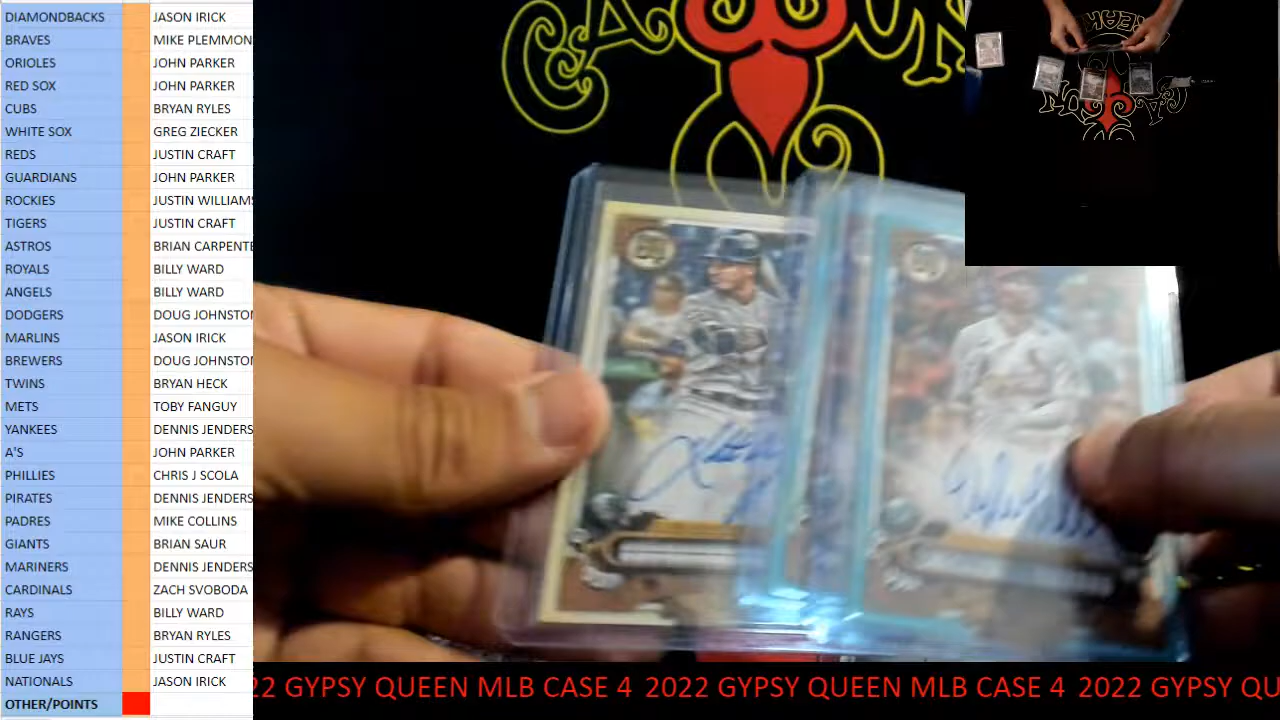 DIAMONDBACKS JASON IRICK
BRAVES MIKE PLEMMON
ORIOLES JOHN PARKER
RED SOX JOHN PARKER
CUBS BRYAN RYLES
WHITE SOX GREG ZIECKER
REDS JUSTIN CRAFT
GUARDIANS JOHN PARKER
ROCKIES JUSTIN WILLIAMS
TIGERS JUSTIN CRAFT
ASTROS BRIAN CARPENTE
ROYALS BILLY WARD
ANGELS BILLY WARD
DODGERS DOUG JOHNSTON
MARLINS JASON IRICK
BREWERS DOUG JOHNSTON
TWINS BRYAN HECK
METS TOBY FANGUY
YANKEES DENNIS JENDERS
A'S JOHN PARKER
PHILLIES CHRIS J SCOLA
PIRATES DENNIS JENDERS
PADRES MIKE COLLINS
GIANTS BRIAN SAUR
MARINERS DENNIS JENDERS
CARDINALS ZACH SVOBODA
RAYS BILLY WARD
RANGERS BRYAN RYLES
BLUE JAYS JUSTIN CRAFT
NATIONALS JASON IRICK
OTHER/POINTS
22 GYPSY QUEEN MLB CASE 4 2022 GYPSY QUEEN MLB CASE 4 2022 GYPSY QU